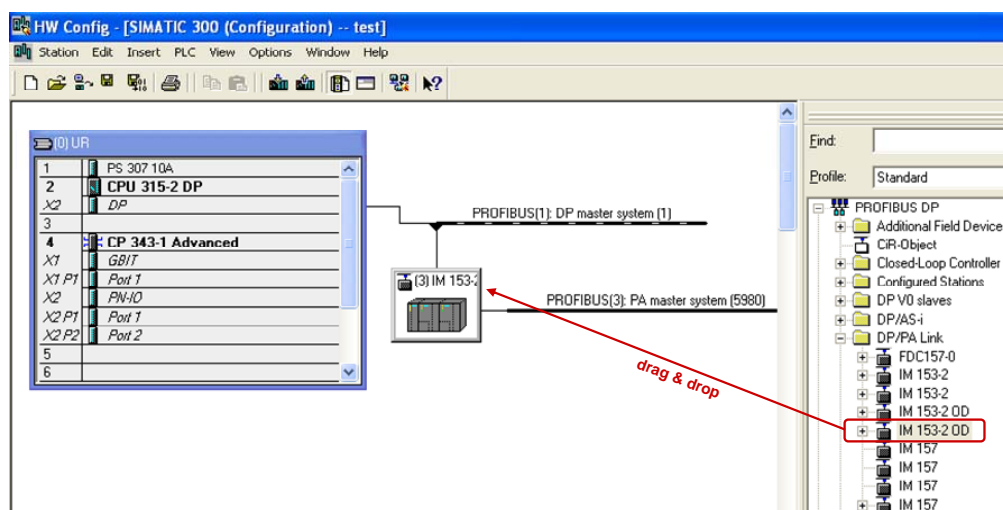 HW Config - [SIMATIC 300 (Configuration) -- test]
Station Edit Insert PLC View Options Window Help
(0) UR
1 PS 307 10A
2 CPU 315-2 DP
X2 DP
3
4 CP 343-1 Advanced
X1 GBIT
X1 P1 Port 1
X2 PN-IO
X2 P1 Port 1
X2 P2 Port 2
5
6
PROFIBUS(1): DP master system (1)
(3) IM 153-2
PROFIBUS(3): PA master system (5980)
drag & drop
Find:
Profile: Standard
PROFIBUS DP
Additional Field Device
CiR-Object
Closed-Loop Controller
Configured Stations
DP V0 slaves
DP/AS-i
DP/PA Link
FDC157-0
IM 153-2
IM 153-2
IM 153-2 OD
IM 153-2 OD
IM 157
IM 157
IM 157
IM 157